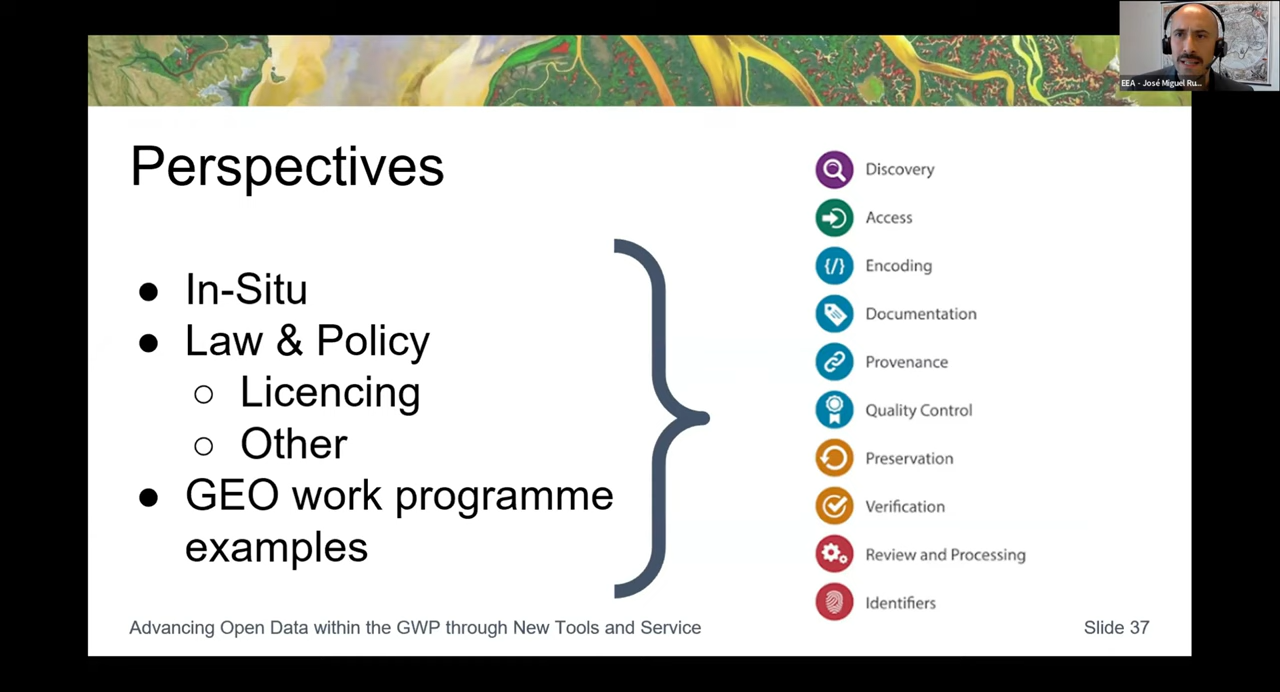 EEA - José Miguel Ru...
Perspectives
● In-Situ
● Law & Policy
○ Licencing
○ Other
● GEO work programme
examples
Discovery
Access
{/} Encoding
Documentation
Provenance
Quality Control
Preservation
Verification
Review and Processing
Identifiers
Advancing Open Data within the GWP through New Tools and Service
Slide 37